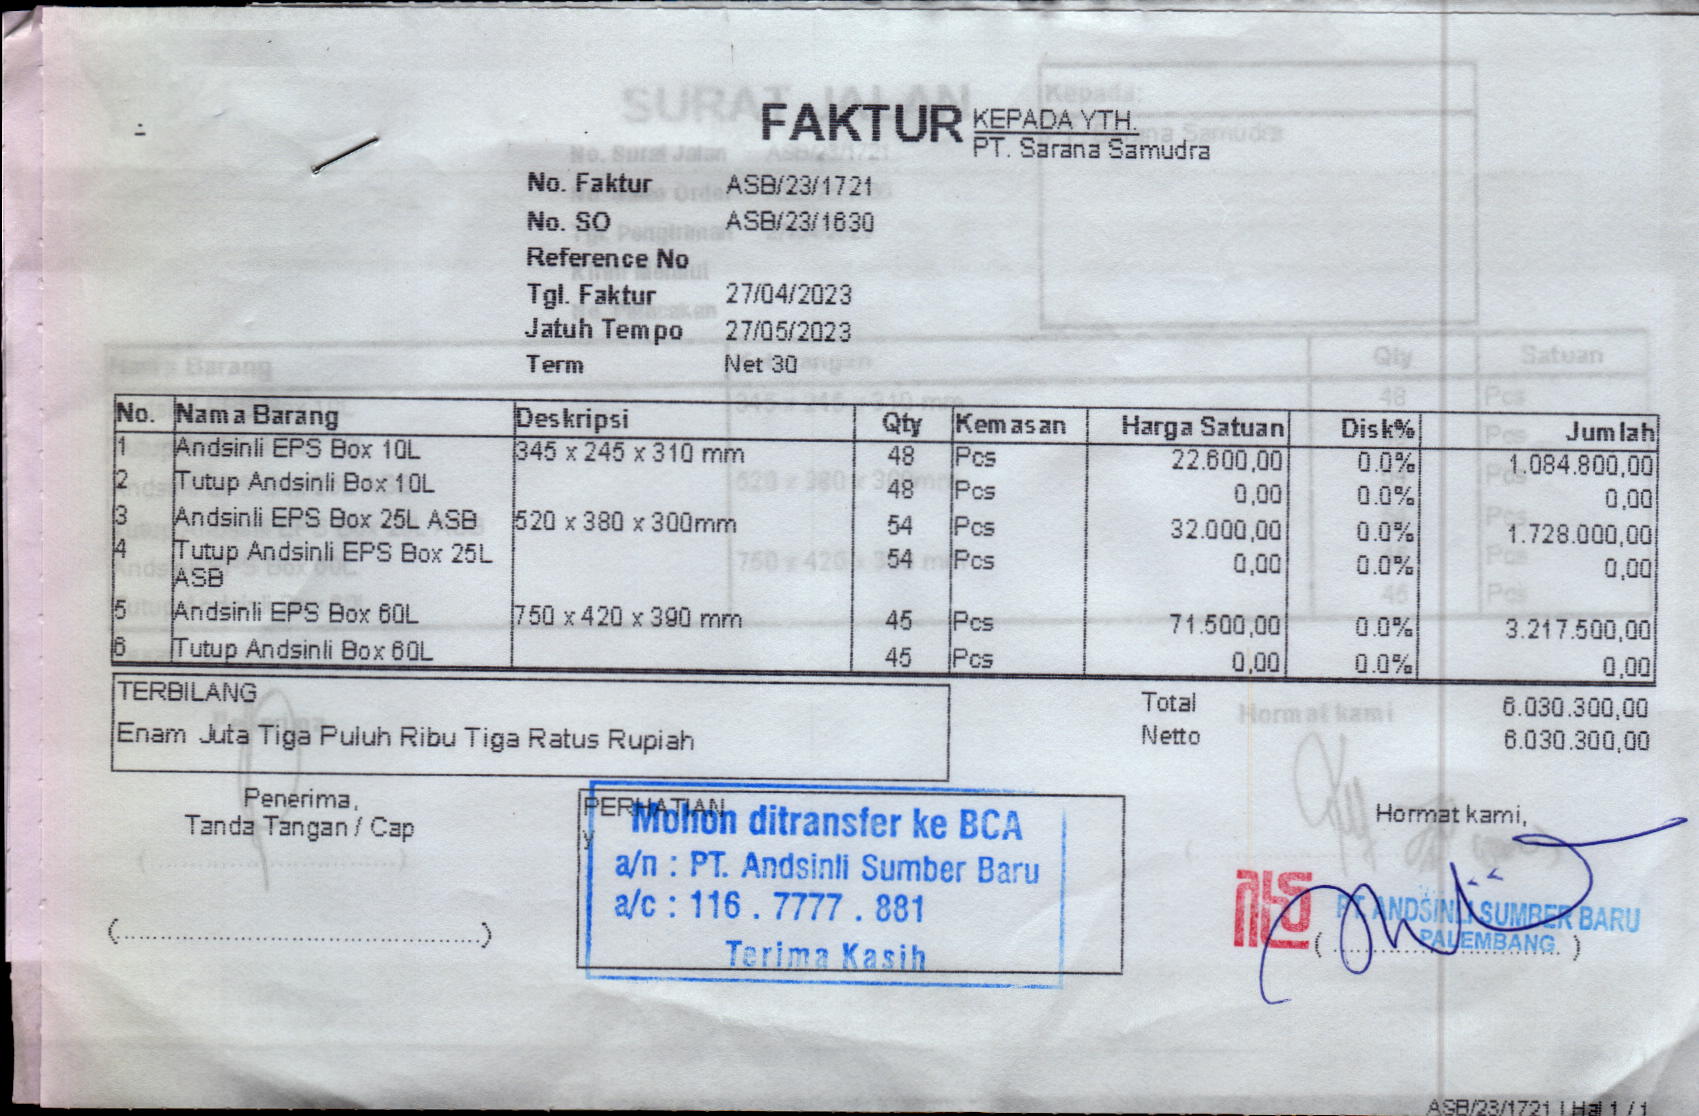 FAKTUR
KEPADA YTH.
PT. Sarana Samudra
No. Faktur ASB/23/1721
No. SO ASB/23/1630
Reference No
Tgl. Faktur 27/04/2023
Jatuh Tempo 27/05/2023
Term Net 30
No. Nama Barang Deskripsi Qty Kemasan Harga Satuan Disk% Jumlah
1 Andsinli EPS Box 10L 345 x 245 x 310 mm 48 Pcs 22.600,00 0.0% 1.084.800,00
2 Tutup Andsinli Box 10L 48 Pcs 0,00 0.0% 0,00
3 Andsinli EPS Box 25L ASB 520 x 380 x 300mm 54 Pcs 32.000,00 0.0% 1.728.000,00
4 Tutup Andsinli EPS Box 25L 54 Pcs 0,00 0.0% 0,00
ASB
5 Andsinli EPS Box 60L 750 x 420 x 390 mm 45 Pcs 71.500,00 0.0% 3.217.500,00
6 Tutup Andsinli Box 60L 45 Pcs 0,00 0.0% 0,00
TERBILANG
Enam Juta Tiga Puluh Ribu Tiga Ratus Rupiah
Total 6.030.300,00
Netto 6.030.300,00
Penerima,
Tanda Tangan / Cap
(................................................)
PERHATIAN
y
Mohon ditransfer ke BCA
a/n : PT. Andsinli Sumber Baru
a/c : 116 . 7777 . 881
Terima Kasih
Hormat kami,
PT. ANDSINLI SUMBER BARU
PALEMBANG.
ASB/23/1721 | Hal 1 / 1